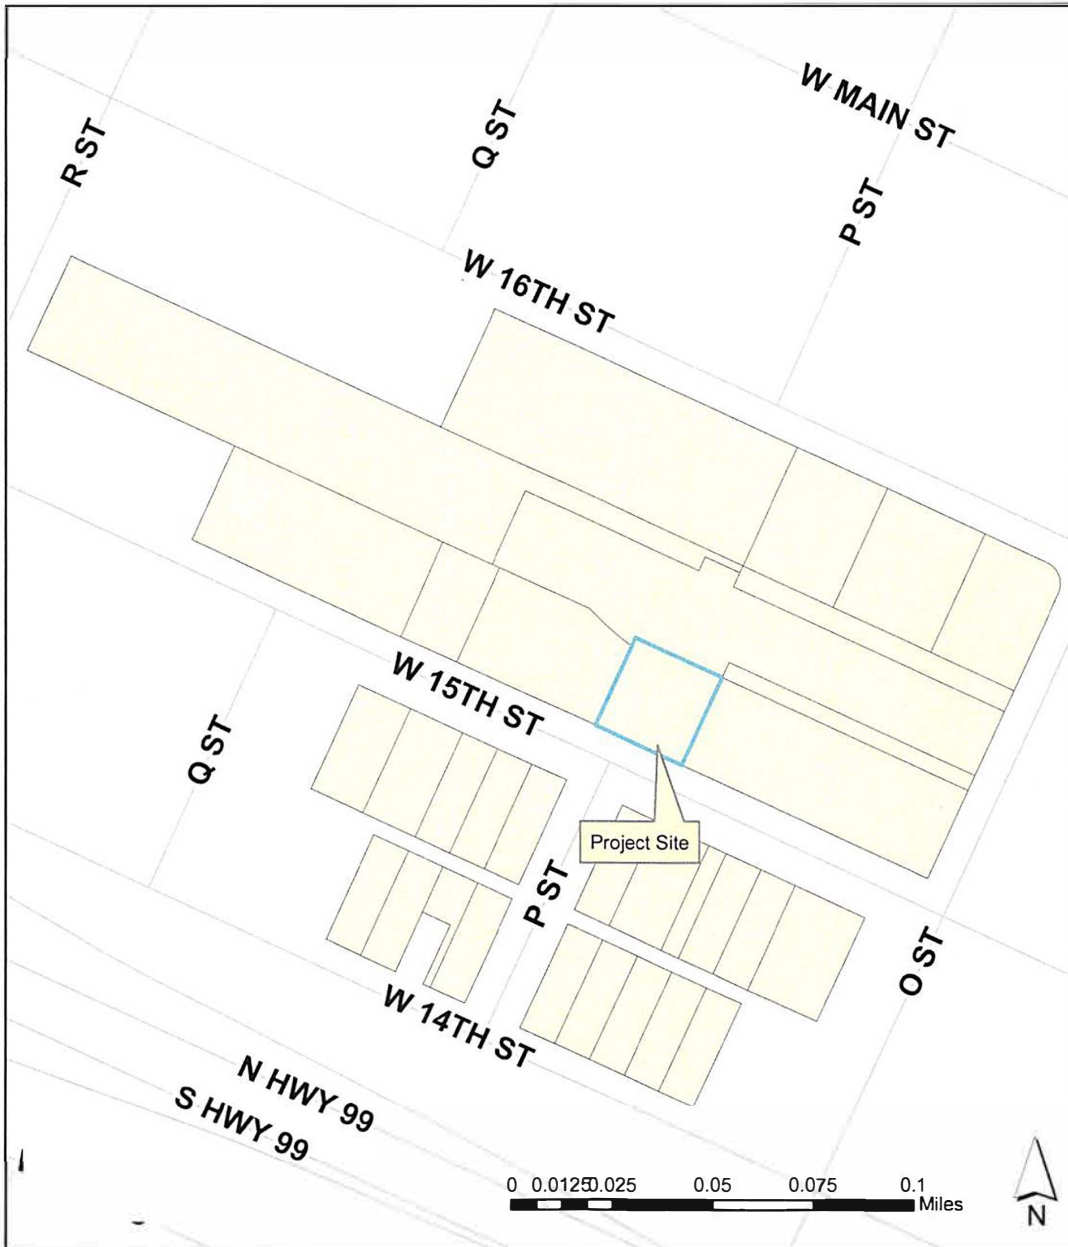 W MAIN ST
R ST
Q ST
P ST
W 16TH ST
W 15TH ST
Q ST
Project Site
P ST
O ST
W 14TH ST
N HWY 99
S HWY 99
0 0.0125 0.025 0.05 0.075 0.1
Miles
N